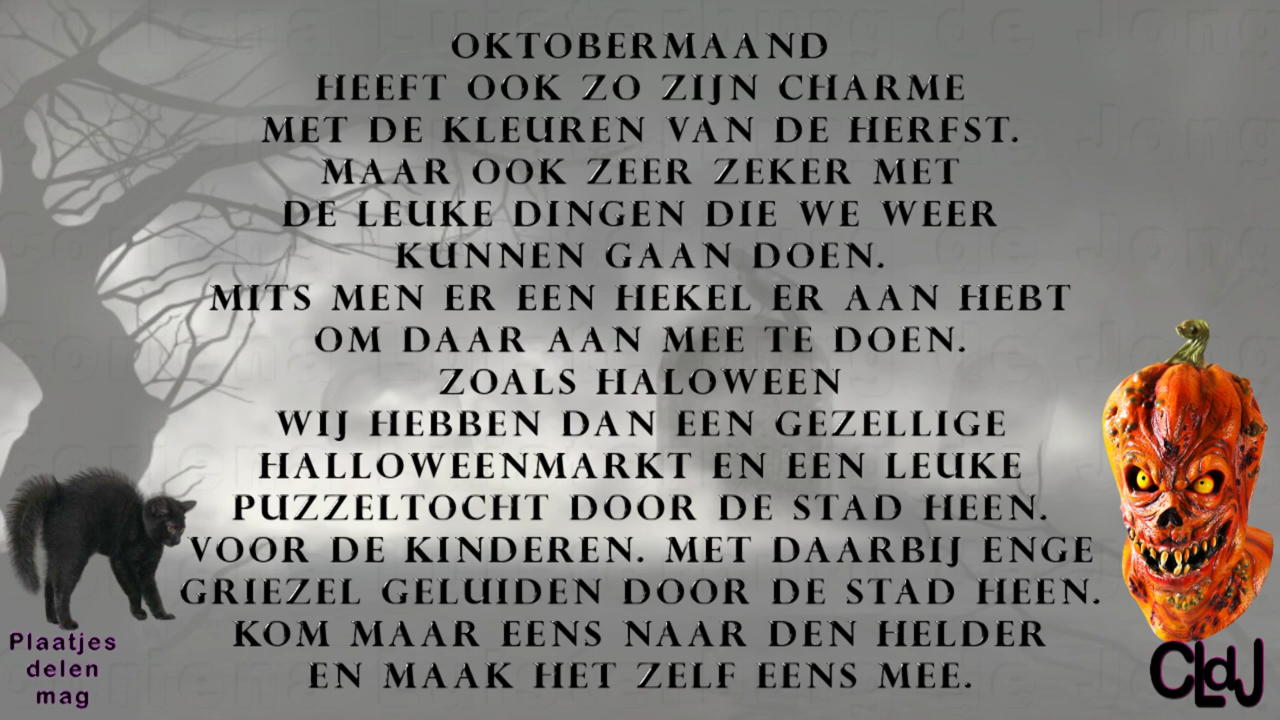 OKTOBERMAAND
HEEFT OOK ZO ZIJN CHARME
MET DE KLEUREN VAN DE HERFST.
MAAR OOK ZEER ZEKER MET
DE LEUKE DINGEN DIE WE WEER
KUNNEN GAAN DOEN.
MITS MEN ER EEN HEKEL ER AAN HEBT
OM DAAR AAN MEE TE DOEN.
ZOALS HALOWEEN
WIJ HEBBEN DAN EEN GEZELLIGE
HALLOWEENMARKT EN EEN LEUKE
PUZZELTOCHT DOOR DE STAD HEEN.
VOOR DE KINDEREN. MET DAARBIJ ENGE
GRIEZEL GELUIDEN DOOR DE STAD HEEN.
KOM MAAR EENS NAAR DEN HELDER
EN MAAK HET ZELF EENS MEE.
Plaatjes
delen
mag
CLdJ